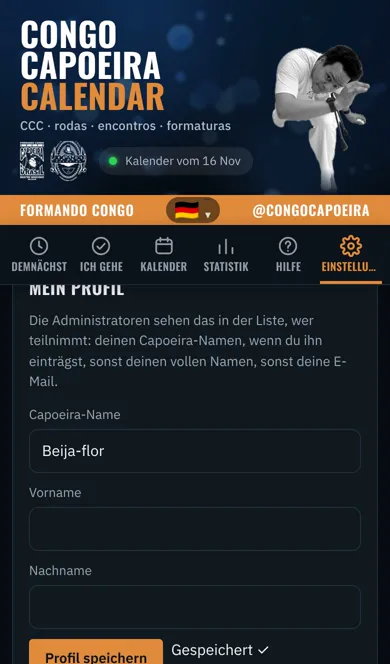 CONGO
CAPOEIRA
CALENDAR
CCC · rodas · encontros · formaturas
Kalender vom 16 Nov
FORMANDO CONGO
@CONGOCAPOEIRA
DEMNÄCHST
ICH GEHE
KALENDER
STATISTIK
HILFE
EINSTELLU…
MEIN PROFIL
Die Administratoren sehen das in der Liste, wer
teilnimmt: deinen Capoeira-Namen, wenn du ihn
einträgst, sonst deinen vollen Namen, sonst deine E-
Mail.
Capoeira-Name
Beija-flor
Vorname
Nachname
Profil speichern
Gespeichert ✓